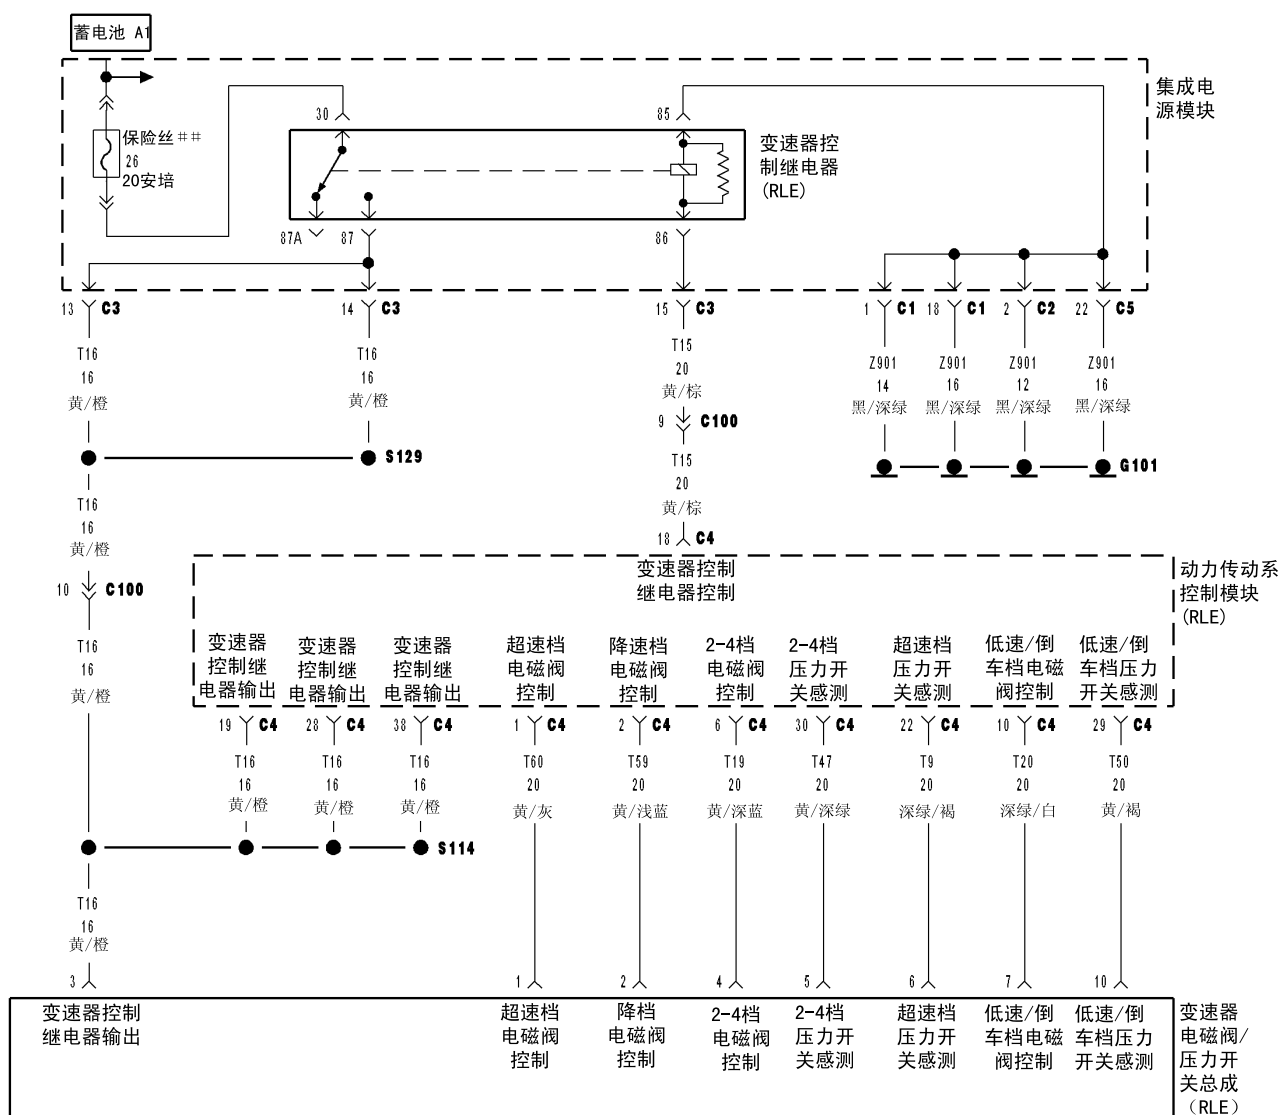 蓄电池 A1
集成电
源模块
保险丝##
26
20安培
30
85
变速器控
制继电器
(RLE)
87A
87
86
13 C3
14 C3
15 C3
1 C1
18 C1
2 C2
22 C5
T16
16
黄/橙
T16
16
黄/橙
T15
20
黄/棕
Z901
14
黑/深绿
Z901
16
黑/深绿
Z901
12
黑/深绿
Z901
16
黑/深绿
9 C100
S129
G101
T15
20
黄/棕
18 C4
T16
16
黄/橙
10 C100
变速器控制
继电器控制
动力传动系
控制模块
(RLE)
T16
16
黄/橙
变速器
控制继
电器输出
变速器
控制继
电器输出
变速器
控制继
电器输出
超速档
电磁阀
控制
降速档
电磁阀
控制
2-4档
电磁阀
控制
2-4档
压力开
关感测
超速档
压力开
关感测
低速/倒
车档电磁
阀控制
低速/倒
车档压力
开关感测
19 C4
28 C4
38 C4
1 C4
2 C4
6 C4
30 C4
22 C4
10 C4
29 C4
T16
16
黄/橙
T16
16
黄/橙
T16
16
黄/橙
T60
20
黄/灰
T59
20
黄/浅蓝
T19
20
黄/深蓝
T47
20
黄/深绿
T9
20
深绿/褐
T20
20
深绿/白
T50
20
黄/褐
S114
T16
16
黄/橙
3
1
2
4
5
6
7
10
变速器控制
继电器输出
超速档
电磁阀
控制
降档
电磁阀
控制
2-4档
电磁阀
控制
2-4档
压力开
关感测
超速档
压力开
关感测
低速/倒
车档电磁
阀控制
低速/倒
车档压力
开关感测
变速器
电磁阀/
压力开
关总成
（RLE）